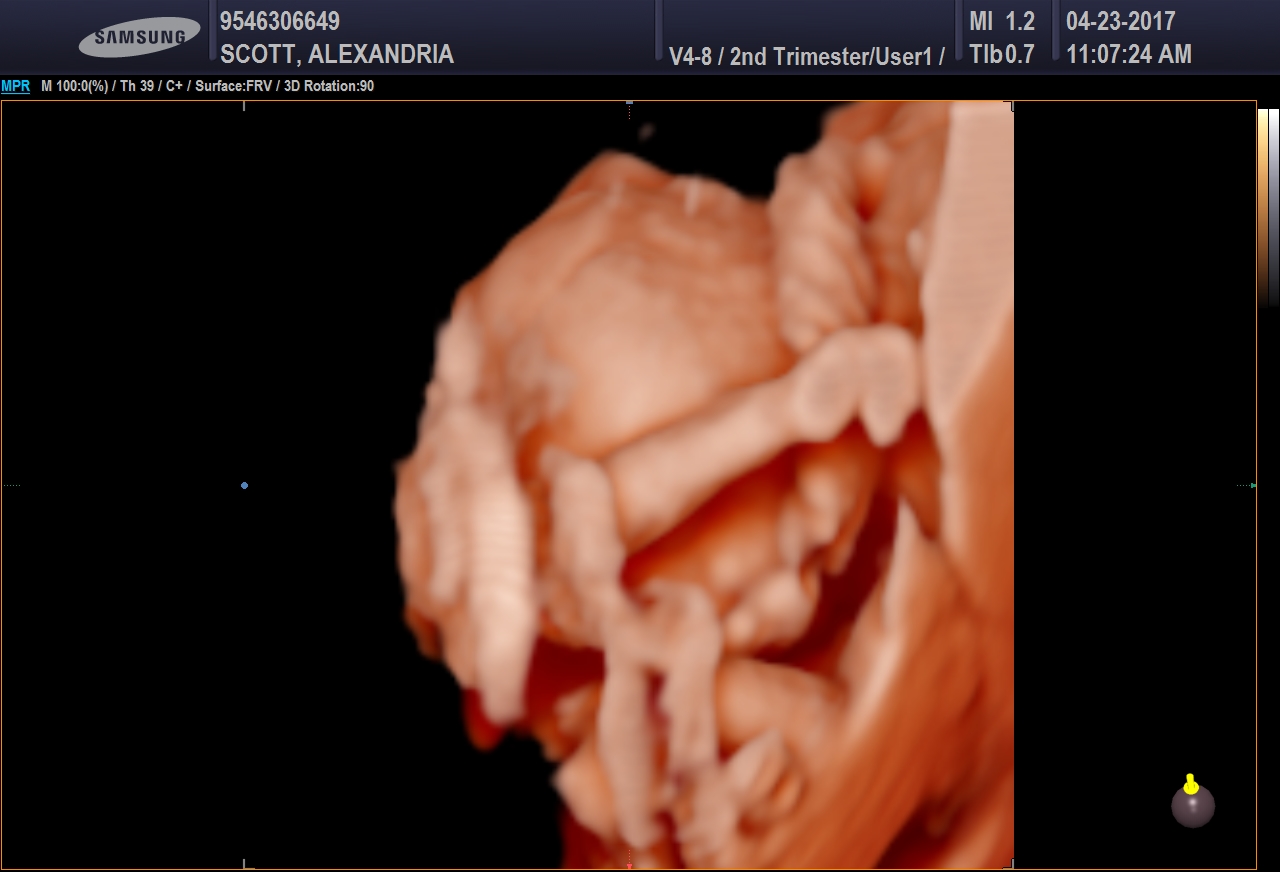 SAMSUNG
9546306649
SCOTT, ALEXANDRIA
V4-8 / 2nd Trimester/User1 /
MI 1.2
TIb 0.7
04-23-2017
11:07:24 AM
MPR M 100:0(%) / Th 39 / C+ / Surface:FRV / 3D Rotation:90